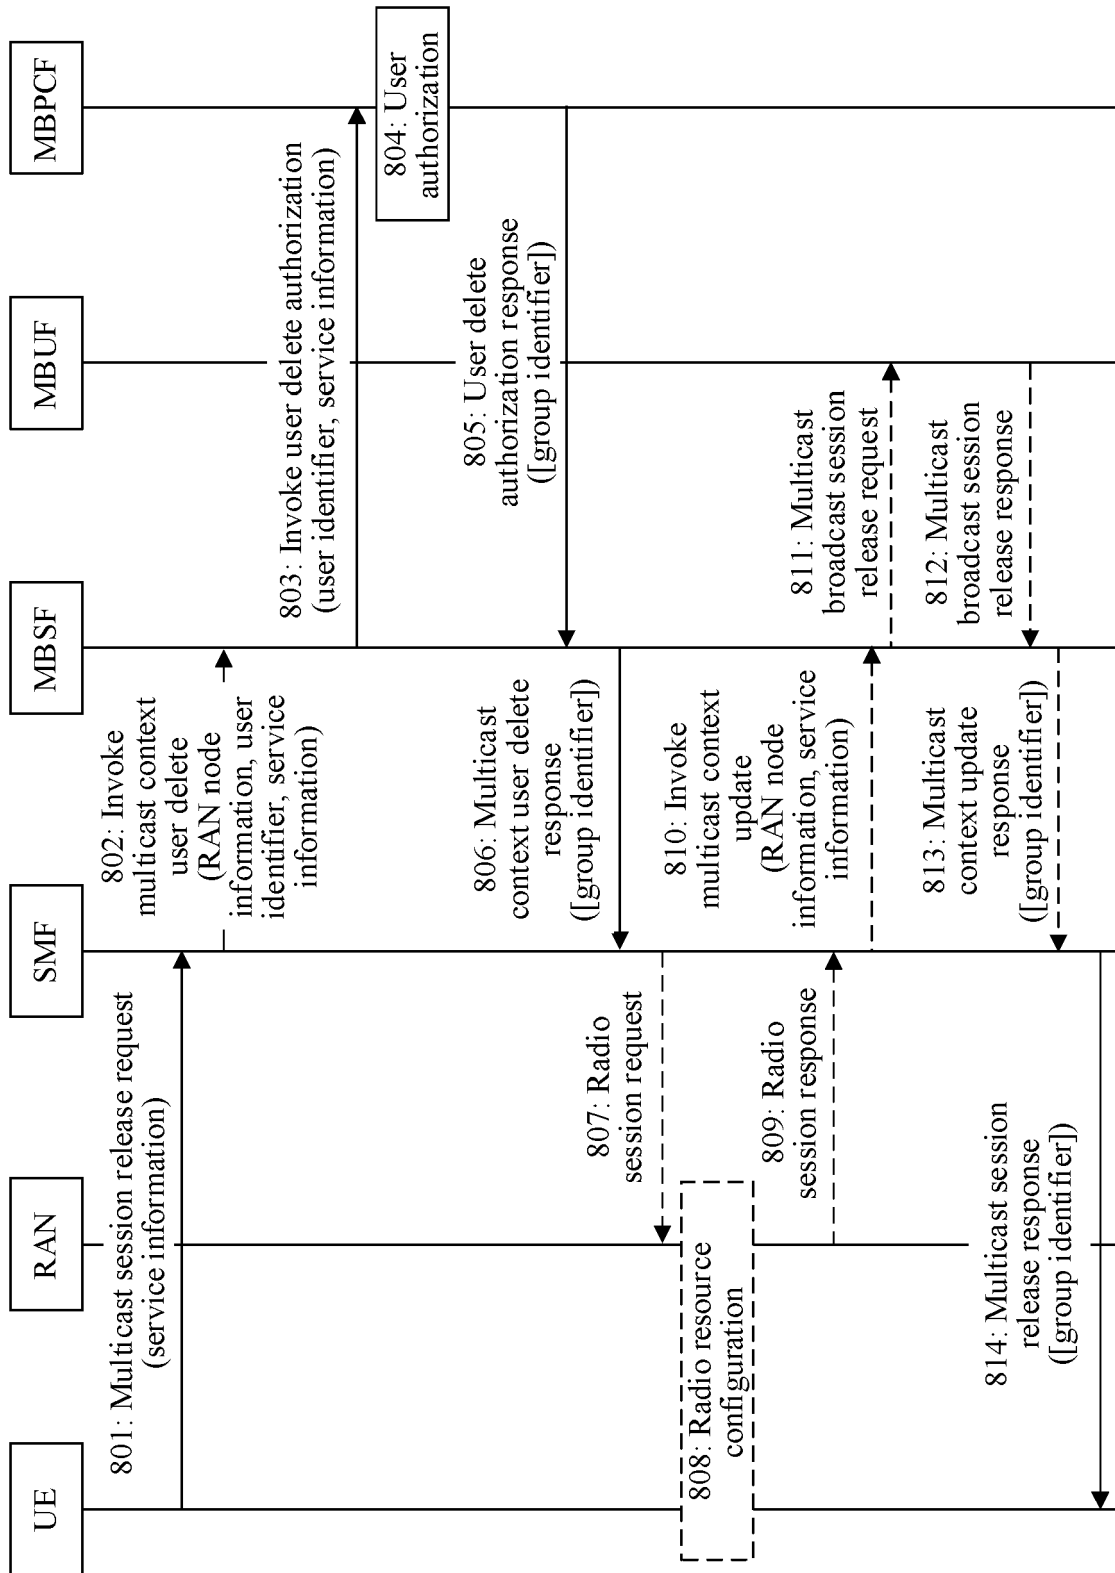 UE
RAN
SMF
MBSF
MBUF
MBPCF
801: Multicast session release request
(service information)
802: Invoke
multicast context
user delete
(RAN node
information, user
identifier, service
information)
803: Invoke user delete authorization
(user identifier, service information)
804: User
authorization
805: User delete
authorization response
([group identifier])
806: Multicast
context user delete
response
([group identifier])
807: Radio
session request
808: Radio resource
configuration
809: Radio
session response
810: Invoke
multicast context
update
(RAN node
information, service
information)
811: Multicast
broadcast session
release request
812: Multicast
broadcast session
release response
813: Multicast
context update
response
([group identifier])
814: Multicast session
release response
([group identifier])